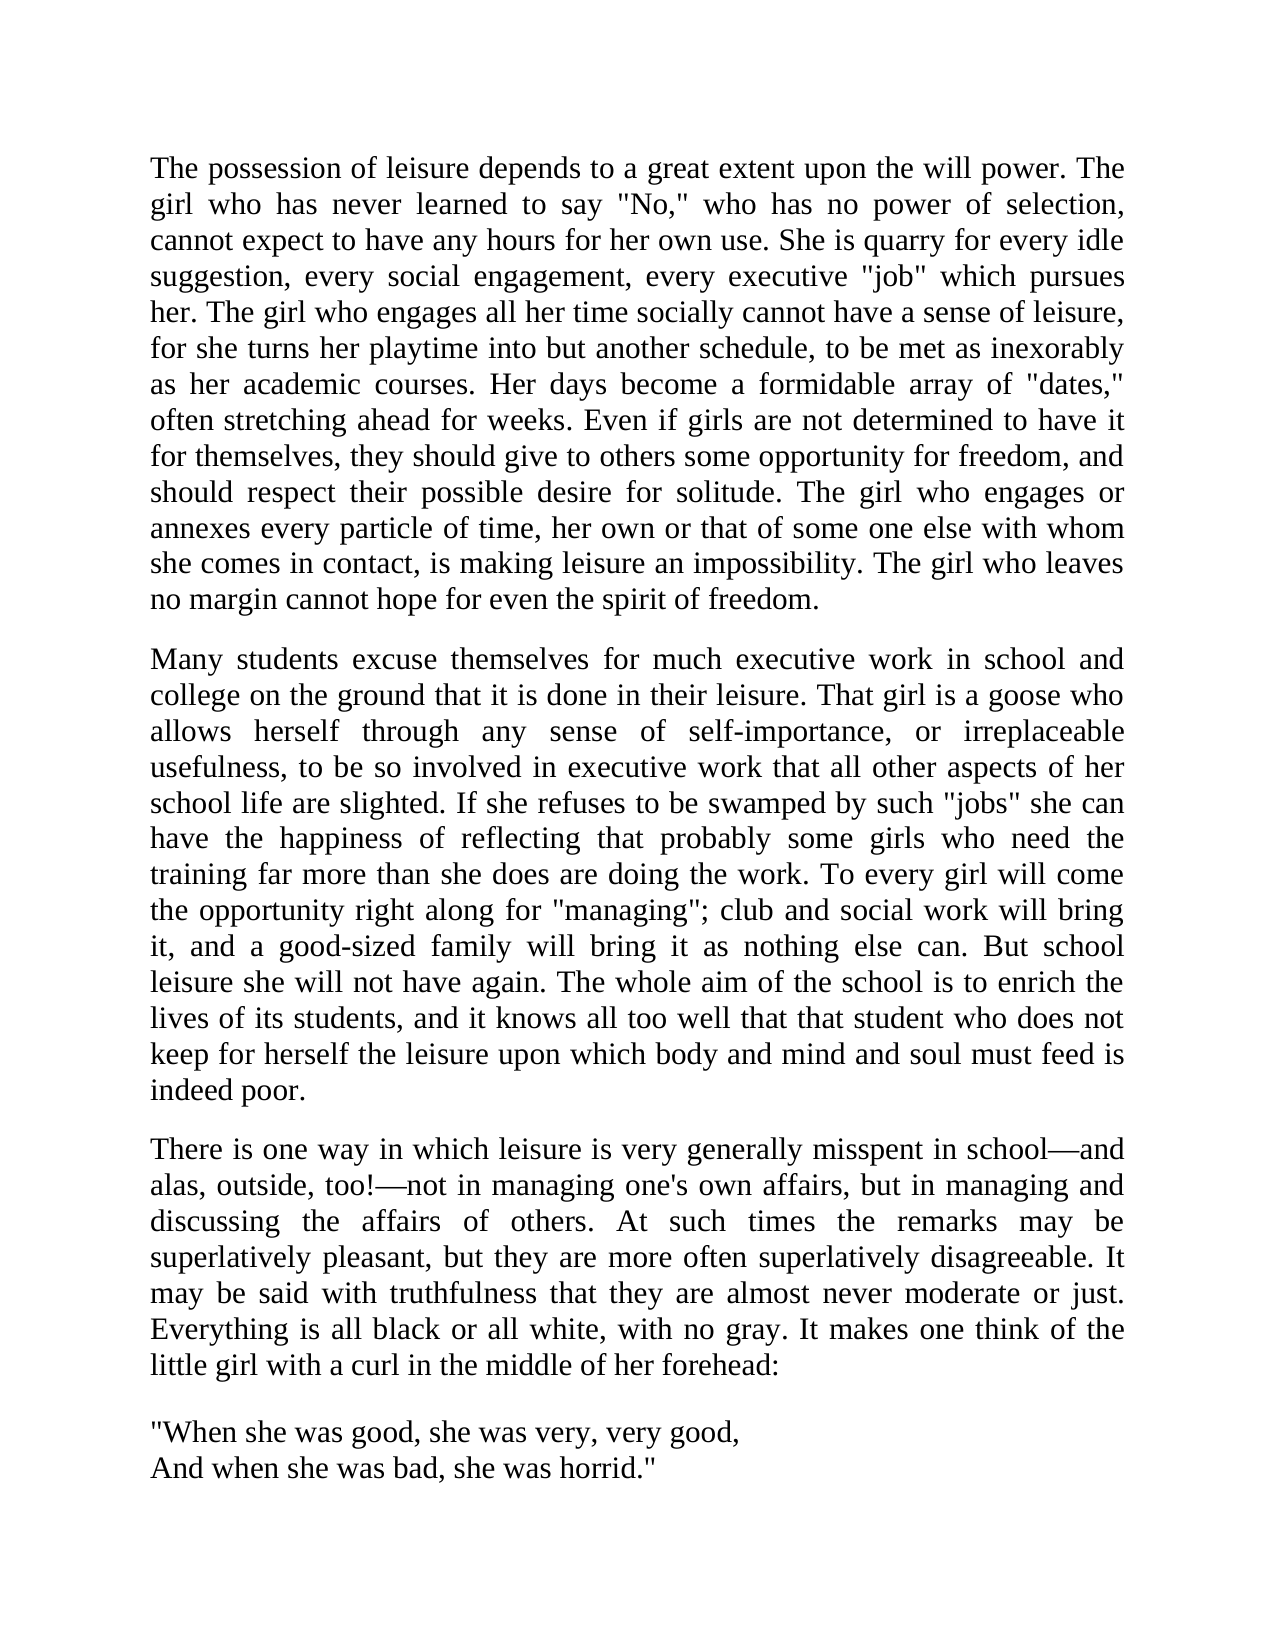 The possession of leisure depends to a great extent upon the will power. The
girl who has never learned to say "No," who has no power of selection,
cannot expect to have any hours for her own use. She is quarry for every idle
suggestion, every social engagement, every executive "job" which pursues
her. The girl who engages all her time socially cannot have a sense of leisure,
for she turns her playtime into but another schedule, to be met as inexorably
as her academic courses. Her days become a formidable array of "dates,"
often stretching ahead for weeks. Even if girls are not determined to have it
for themselves, they should give to others some opportunity for freedom, and
should respect their possible desire for solitude. The girl who engages or
annexes every particle of time, her own or that of some one else with whom
she comes in contact, is making leisure an impossibility. The girl who leaves
no margin cannot hope for even the spirit of freedom.
Many students excuse themselves for much executive work in school and
college on the ground that it is done in their leisure. That girl is a goose who
allows herself through any sense of self-importance, or irreplaceable
usefulness, to be so involved in executive work that all other aspects of her
school life are slighted. If she refuses to be swamped by such "jobs" she can
have the happiness of reflecting that probably some girls who need the
training far more than she does are doing the work. To every girl will come
the opportunity right along for "managing"; club and social work will bring
it, and a good-sized family will bring it as nothing else can. But school
leisure she will not have again. The whole aim of the school is to enrich the
lives of its students, and it knows all too well that that student who does not
keep for herself the leisure upon which body and mind and soul must feed is
indeed poor.
There is one way in which leisure is very generally misspent in school—and
alas, outside, too!—not in managing one's own affairs, but in managing and
discussing the affairs of others. At such times the remarks may be
superlatively pleasant, but they are more often superlatively disagreeable. It
may be said with truthfulness that they are almost never moderate or just.
Everything is all black or all white, with no gray. It makes one think of the
little girl with a curl in the middle of her forehead:
"When she was good, she was very, very good,
And when she was bad, she was horrid."